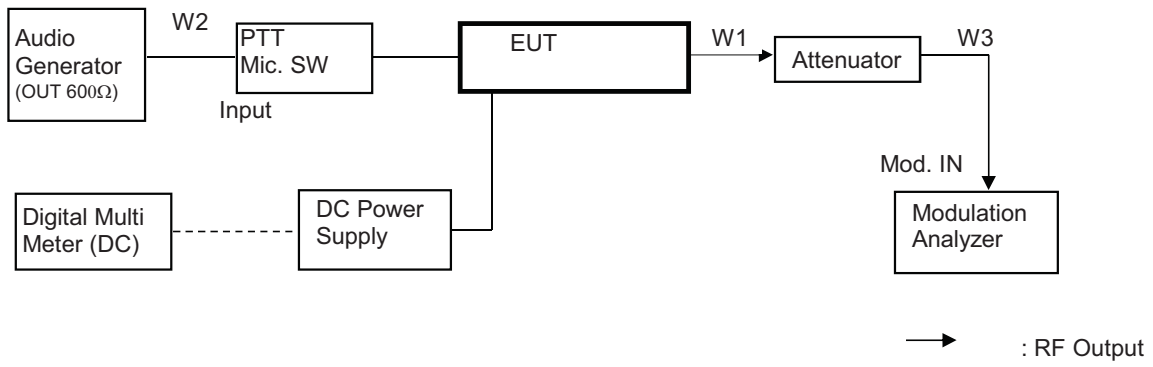 Audio
Generator
(OUT 600Ω)
W2
PTT
Mic. SW
Input
EUT
W1
Attenuator
W3
Mod. IN
Digital Multi
Meter (DC)
DC Power
Supply
Modulation
Analyzer
: RF Output